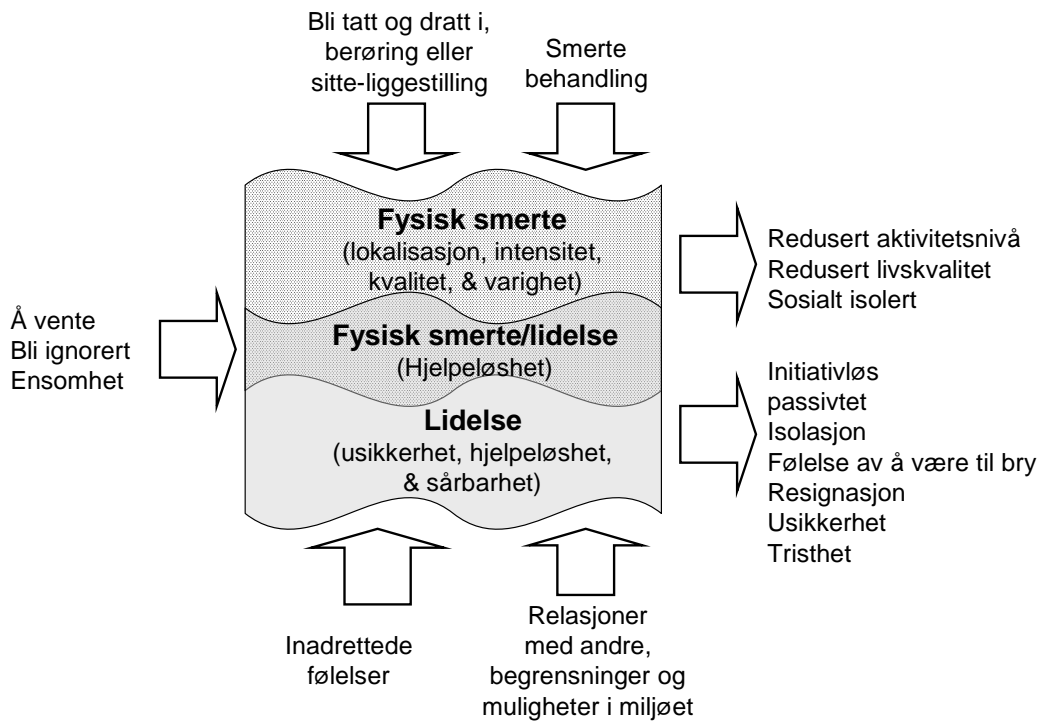 Bli tatt og dratt i,
berøring eller
sitte-liggestilling
Smerte
behandling
Fysisk smerte
(lokalisasjon, intensitet,
kvalitet, & varighet)
Fysisk smerte/lidelse
(Hjelpeløshet)
Lidelse
(usikkerhet, hjelpeløshet,
& sårbarhet)
Å vente
Bli ignorert
Ensomhet
Redusert aktivitetsnivå
Redusert livskvalitet
Sosialt isolert
Initiativløs
passivtet
Isolasjon
Følelse av å være til bry
Resignasjon
Usikkerhet
Tristhet
Inadrettede
følelser
Relasjoner
med andre,
begrensninger og
muligheter i miljøet